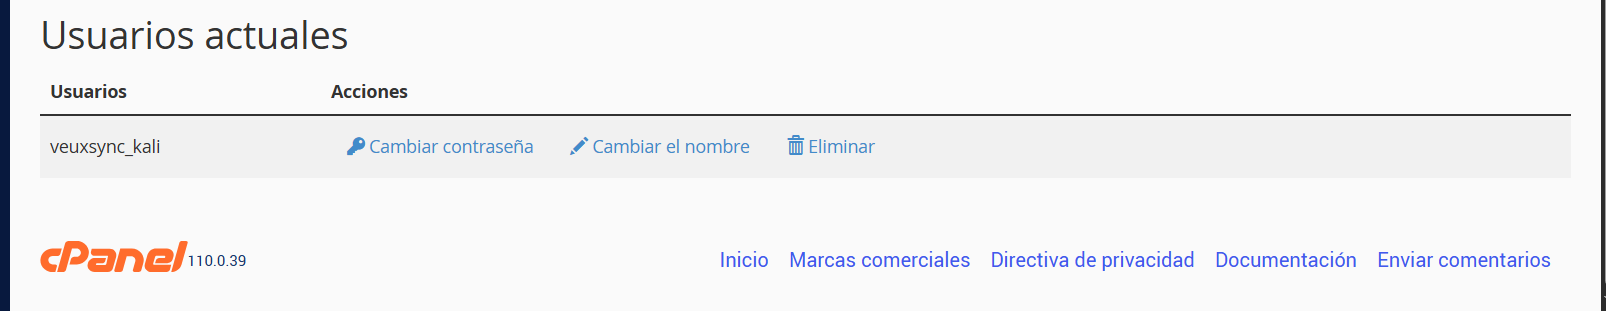 Usuarios actuales
Usuarios Acciones
veuxsync_kali Cambiar contraseña Cambiar el nombre Eliminar
cPanel 110.0.39 Inicio Marcas comerciales Directiva de privacidad Documentación Enviar comentarios